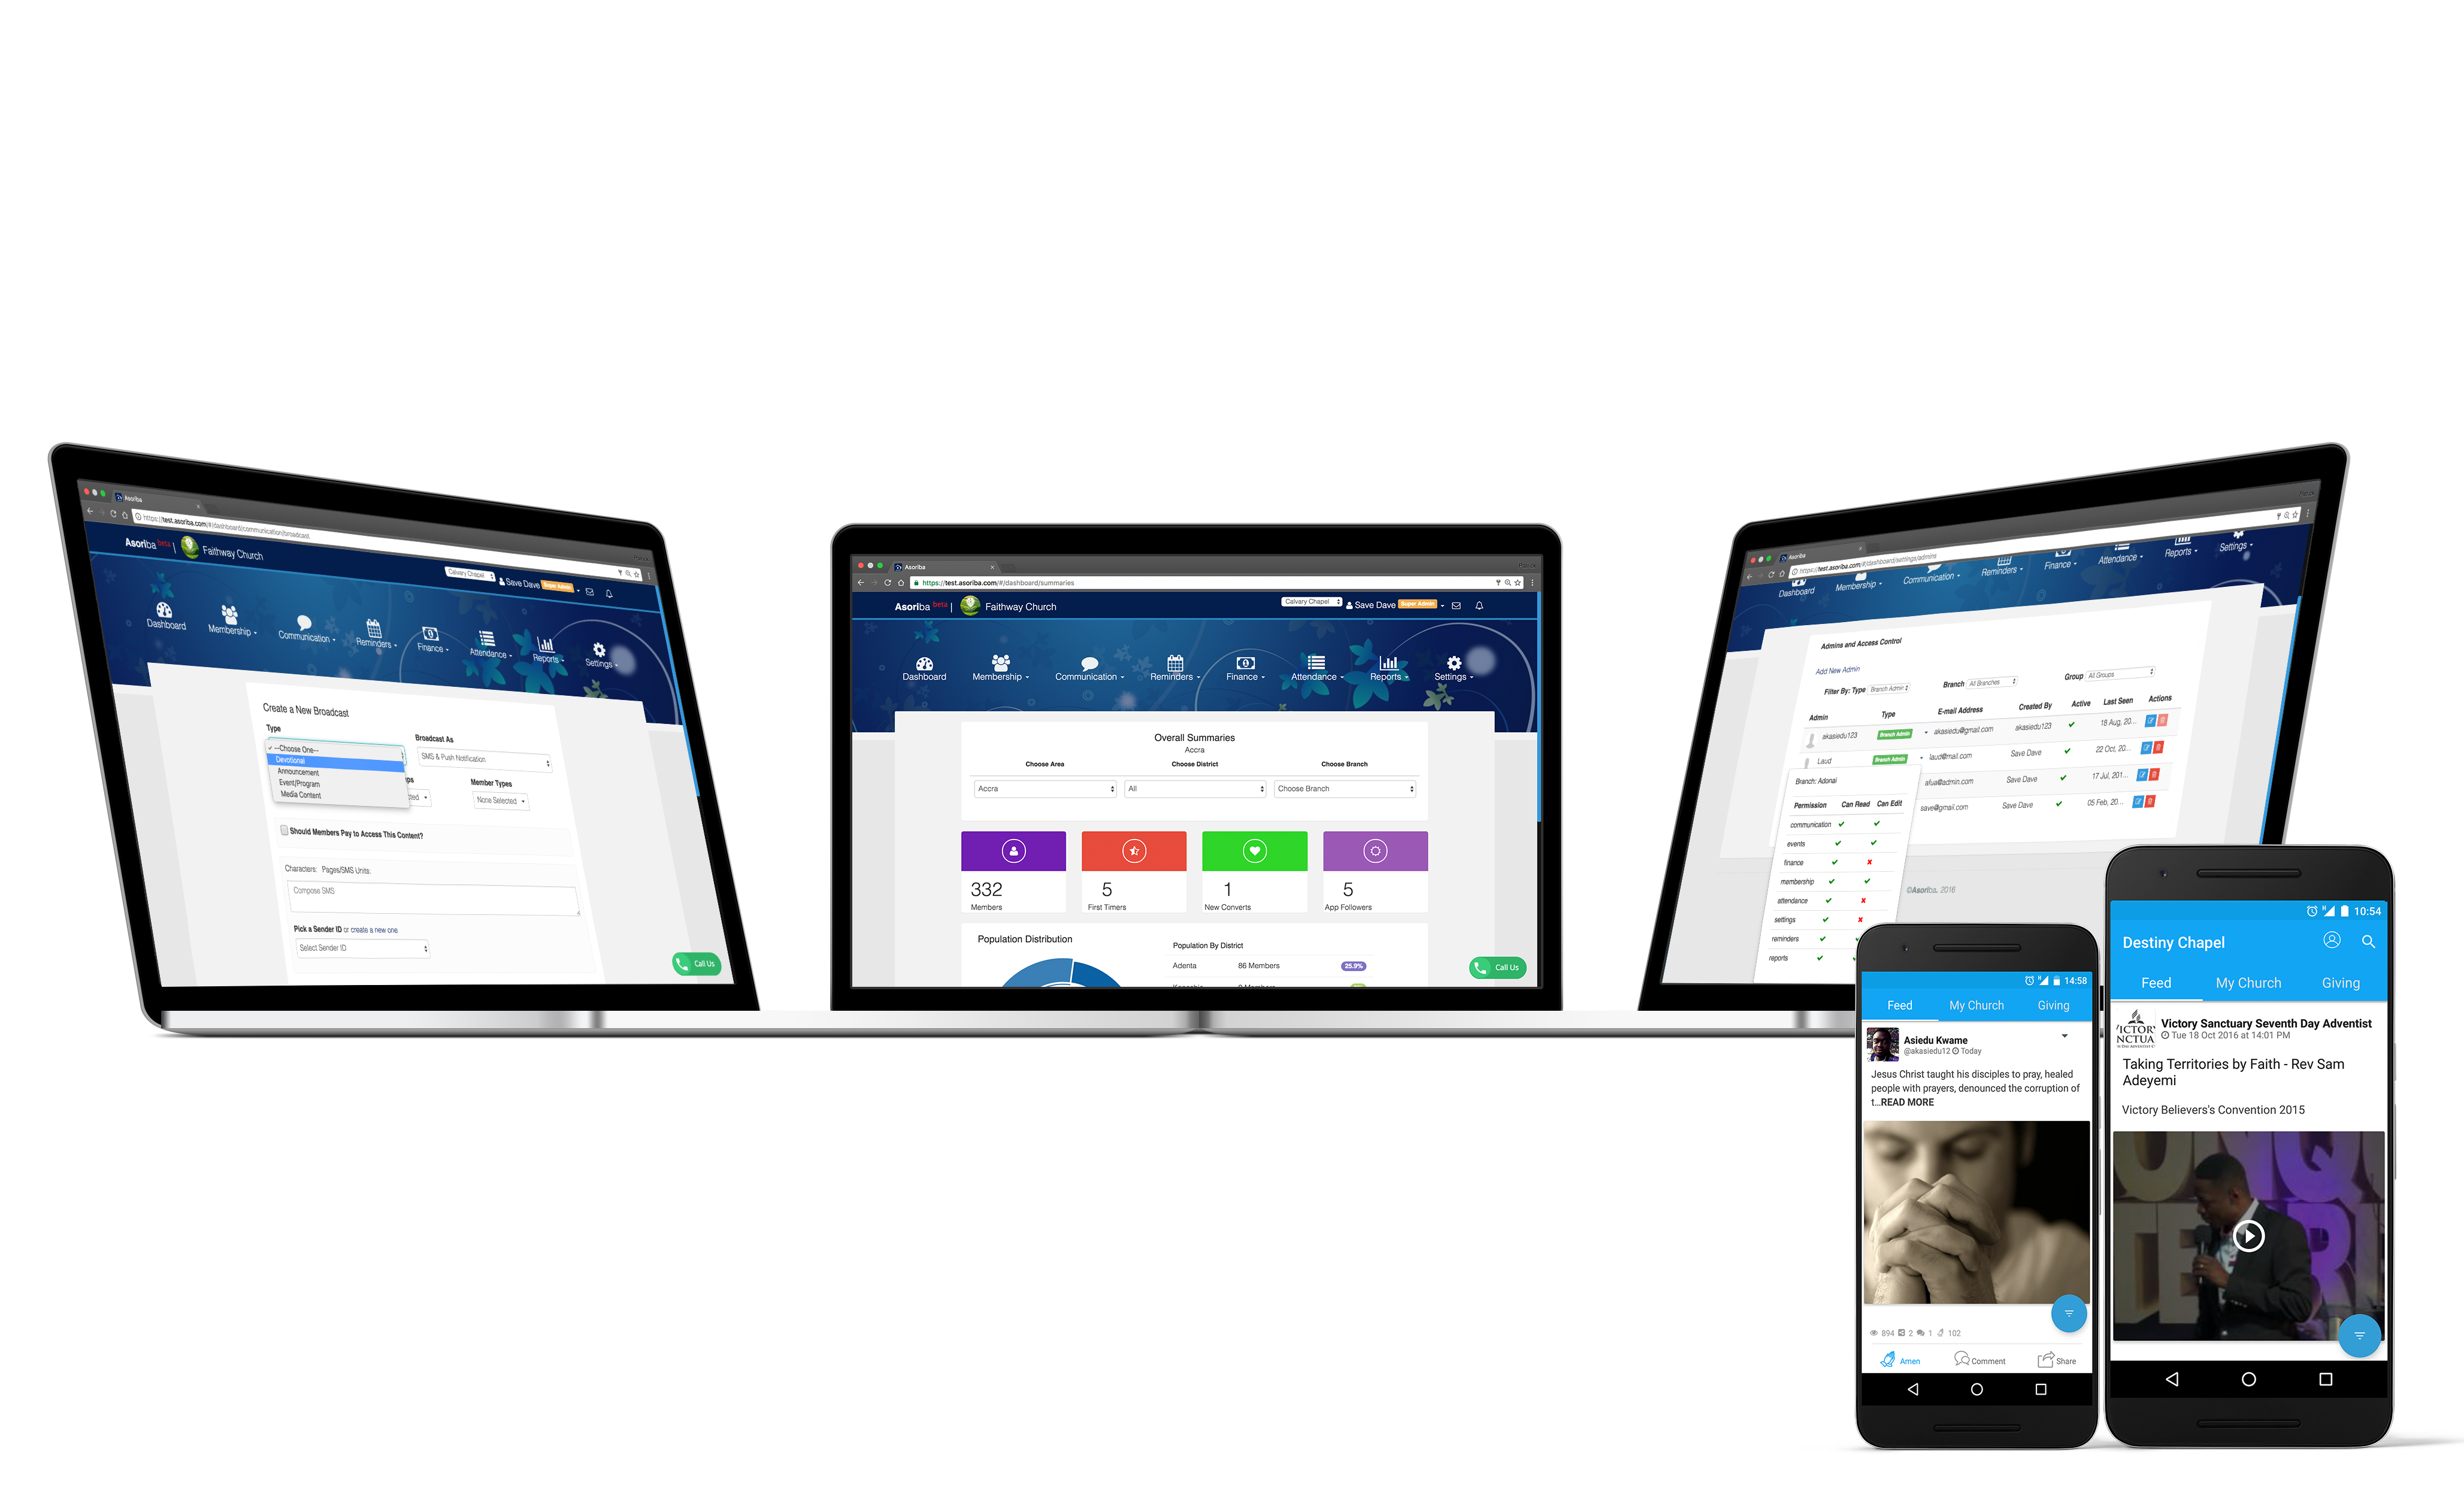 Asoriba
https://test.asoriba.com/#/dashboard/communication/broadcast
Patrick
Asoriba beta | Faithway Church
Calvary Chapel Save Dave Super Admin
Dashboard Membership Communication Reminders Finance Attendance Reports Settings
Create a New Broadcast
Type
Broadcast As
--Choose One--
Devotional
Announcement
Event/Program
Media Content
SMS & Push Notification
Member Types
None Selected
Should Members Pay to Access This Content?
Characters: Pages/SMS Units.
Compose SMS
Pick a Sender ID or create a new one
Select Sender ID
Call Us
Asoriba
Patrick
https://test.asoriba.com/#/dashboard/summaries
Asoriba beta | Faithway Church
Calvary Chapel Save Dave Super Admin
Dashboard Membership Communication Reminders Finance Attendance Reports Settings
Overall Summaries
Accra
Choose Area Choose District Choose Branch
Accra All Choose Branch
332 5 1 5
Members First Timers New Converts App Followers
Population Distribution
Population By District
Adenta 86 Members 25.9%
Call Us
Asoriba
Patrick
https://test.asoriba.com/#/dashboard/settings/admins
Dashboard Membership Communication Reminders Finance Attendance Reports Settings
Admins and Access Control
Add New Admin
Filter By: Type Branch Admin Branch All Branches Group All Groups
Admin Type E-mail Address Created By Active Last Seen Actions
akasiedu123 Branch Admin akasiedu@gmail.com akasiedu123 18 Aug, 20...
Laud Branch Admin laud@mail.com Save Dave 22 Oct, 20...
afua@admin.com Save Dave 17 Jul, 201...
save@gmail.com Save Dave 05 Feb, 20...
Branch: Adonai
Permission Can Read Can Edit
communication
events
finance
membership
attendance
settings
reminders
reports
©Asoriba. 2016
14:58
Feed My Church Giving
Asiedu Kwame
@akasiedu12 Today
Jesus Christ taught his disciples to pray, healed
people with prayers, denounced the corruption of
t...READ MORE
894 2 1 102
Amen Comment Share
10:54
Destiny Chapel
Feed My Church Giving
Victory Sanctuary Seventh Day Adventist
Tue 18 Oct 2016 at 14:01 PM
Taking Territories by Faith - Rev Sam
Adeyemi
Victory Believers's Convention 2015